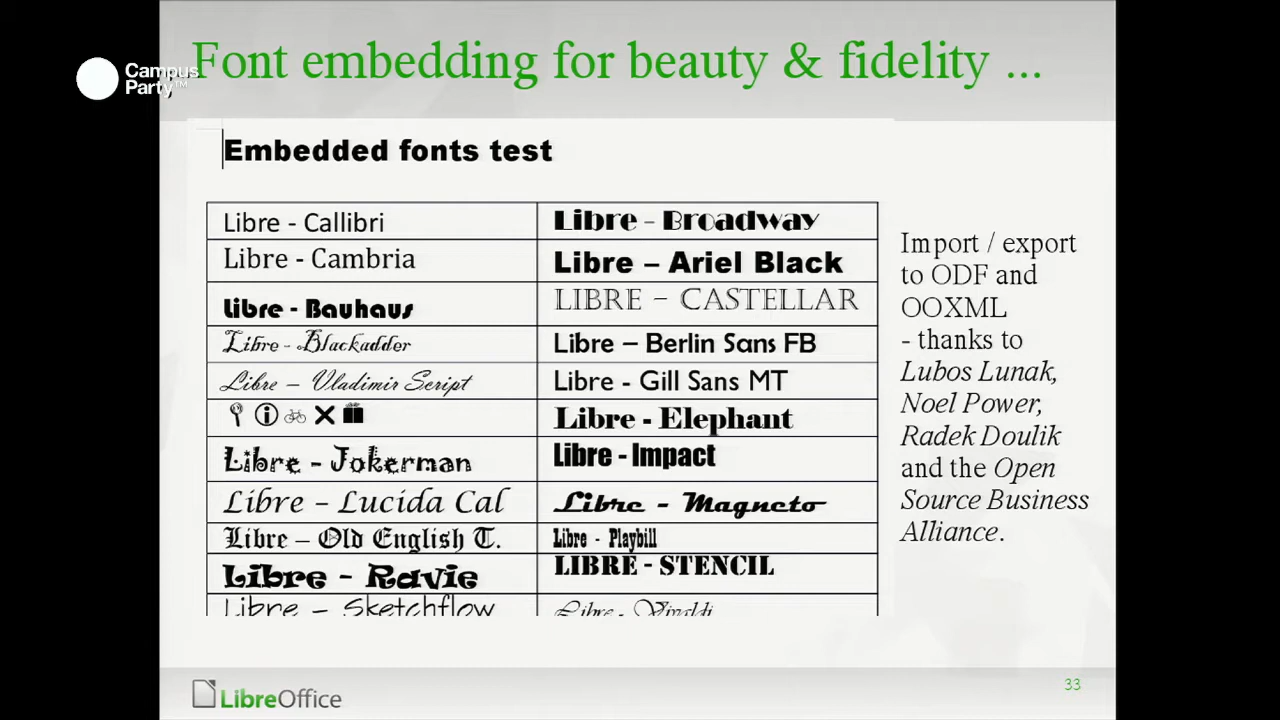 Font embedding for beauty & fidelity ...
Campus
Party™
Embedded fonts test
Libre - Callibri
Libre - Broadway
Libre - Cambria
Libre – Ariel Black
Libre - Bauhaus
LIBRE – CASTELLAR
Libre - Blackadder
Libre – Berlin Sans FB
Libre – Vladimir Script
Libre - Gill Sans MT
Libre - Elephant
Libre - Jokerman
Libre - Impact
Libre – Lucida Cal
Libre - Magneto
Libre – Old English T.
Libre - Playbill
Libre - Ravie
LIBRE - STENCIL
Libre – Sketchflow
Libre - Vivaldi
Import / export
to ODF and
OOXML
- thanks to
Lubos Lunak,
Noel Power,
Radek Doulik
and the Open
Source Business
Alliance.
LibreOffice
33